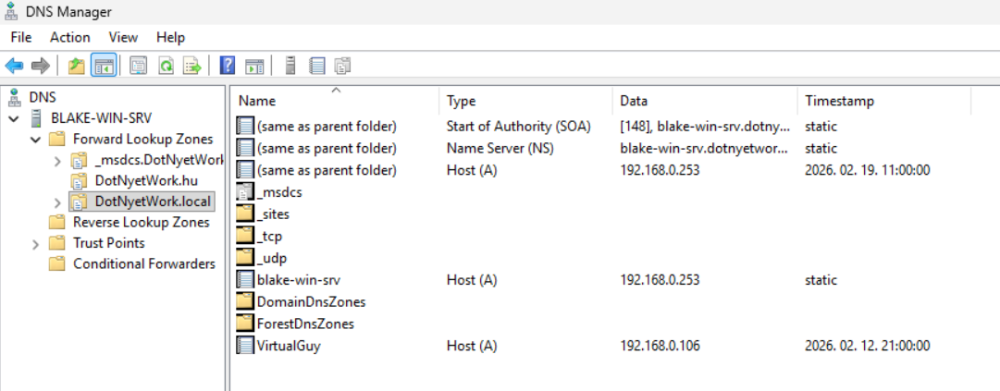 DNS Manager
File Action View Help
DNS
BLAKE-WIN-SRV
Forward Lookup Zones
_msdcs.DotNyetWork
DotNyetWork.hu
DotNyetWork.local
Reverse Lookup Zones
Trust Points
Conditional Forwarders
Name Type Data Timestamp
(same as parent folder) Start of Authority (SOA) [148], blake-win-srv.dotny... static
(same as parent folder) Name Server (NS) blake-win-srv.dotnyetwor... static
(same as parent folder) Host (A) 192.168.0.253 2026. 02. 19. 11:00:00
_msdcs
_sites
_tcp
_udp
blake-win-srv Host (A) 192.168.0.253 static
DomainDnsZones
ForestDnsZones
VirtualGuy Host (A) 192.168.0.106 2026. 02. 12. 21:00:00